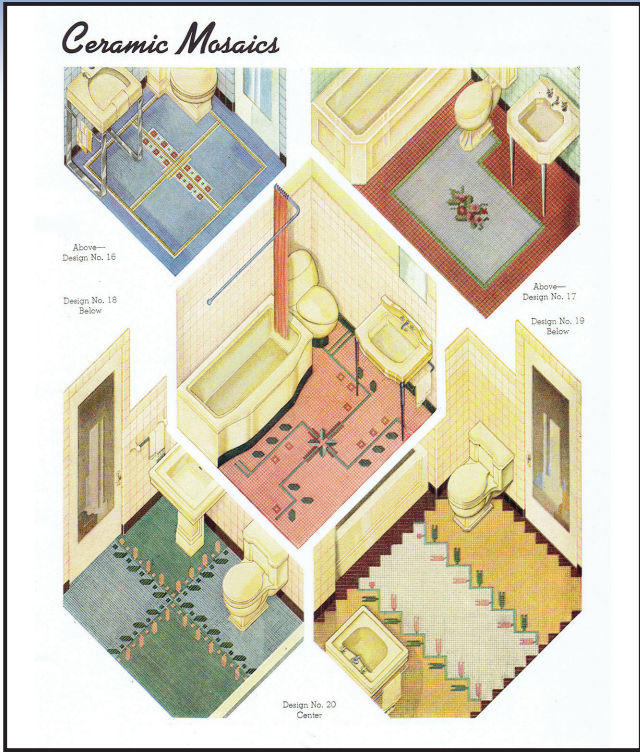 Ceramic Mosaics
Above—
Design No. 16
Above—
Design No. 17
Design No. 18
Below
Design No. 19
Below
Design No. 20
Center